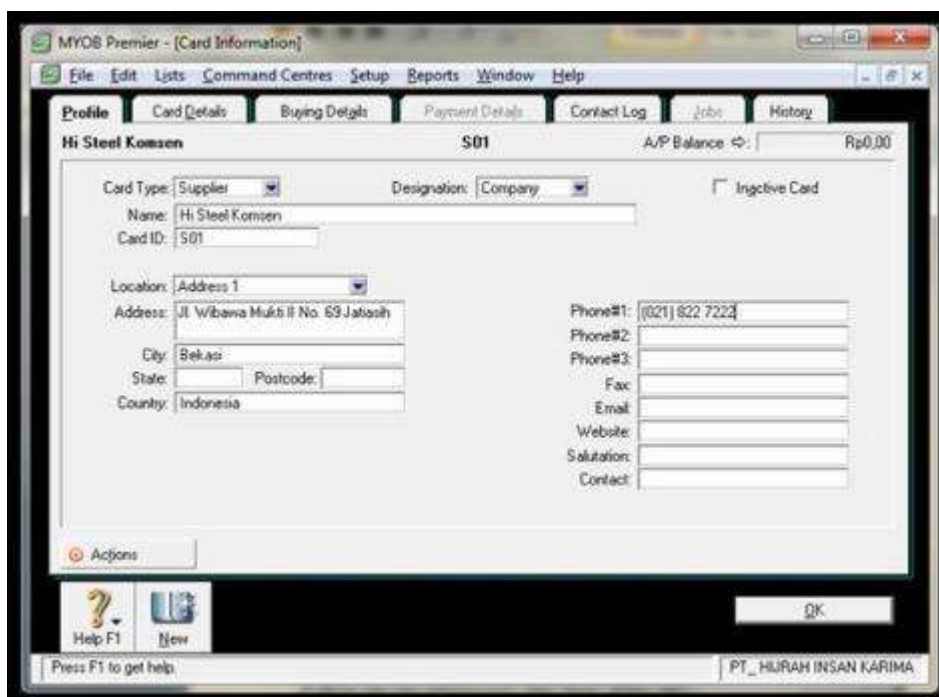 MYOB Premier - [Card Information]
File Edit Lists Command Centres Setup Reports Window Help
Profile Card Details Buying Details Payment Details Contact Log Jobs History
Hi Steel Komsen S01 A/P Balance ⇨: Rp0,00
Card Type: Supplier Designation: Company Inactive Card
Name: Hi Steel Komsen
Card ID: S01
Location: Address 1
Address: Jl. Wibawa Mukti II No. 69 Jatiasih Phone#1: (021) 822 7222
Phone#2:
City: Bekasi Phone#3:
State: Postcode: Fax:
Country: Indonesia Email:
Website:
Salutation:
Contact:
Actions
Help F1 New OK
Press F1 to get help. PT_ HIJRAH INSAN KARIMA